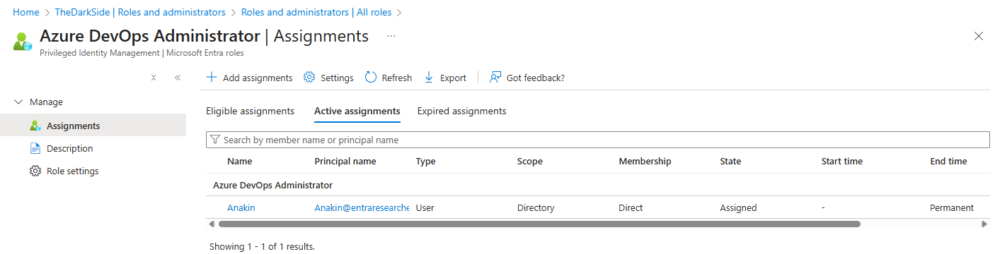 Home > TheDarkSide | Roles and administrators > Roles and administrators | All roles >
Azure DevOps Administrator | Assignments ...
Privileged Identity Management | Microsoft Entra roles
Add assignments Settings Refresh Export Got feedback?
Manage
Assignments
Description
Role settings
Eligible assignments Active assignments Expired assignments
Search by member name or principal name
Name Principal name Type Scope Membership State Start time End time
Azure DevOps Administrator
Anakin Anakin@entraresearche User Directory Direct Assigned - Permanent
Showing 1 - 1 of 1 results.